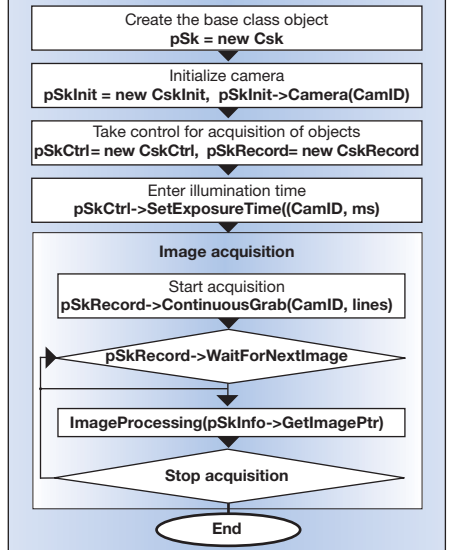 Create the base class object
pSk = new Csk
Initialize camera
pSkInit = new CskInit, pSkInit->Camera(CamID)
Take control for acquisition of objects
pSkCtrl= new CskCtrl, pSkRecord= new CskRecord
Enter illumination time
pSkCtrl->SetExposureTime((CamID, ms)
Image acquisition
Start acquisition
pSkRecord->ContinuousGrab(CamID, lines)
pSkRecord->WaitForNextImage
ImageProcessing(pSkInfo->GetImagePtr)
Stop acquisition
End